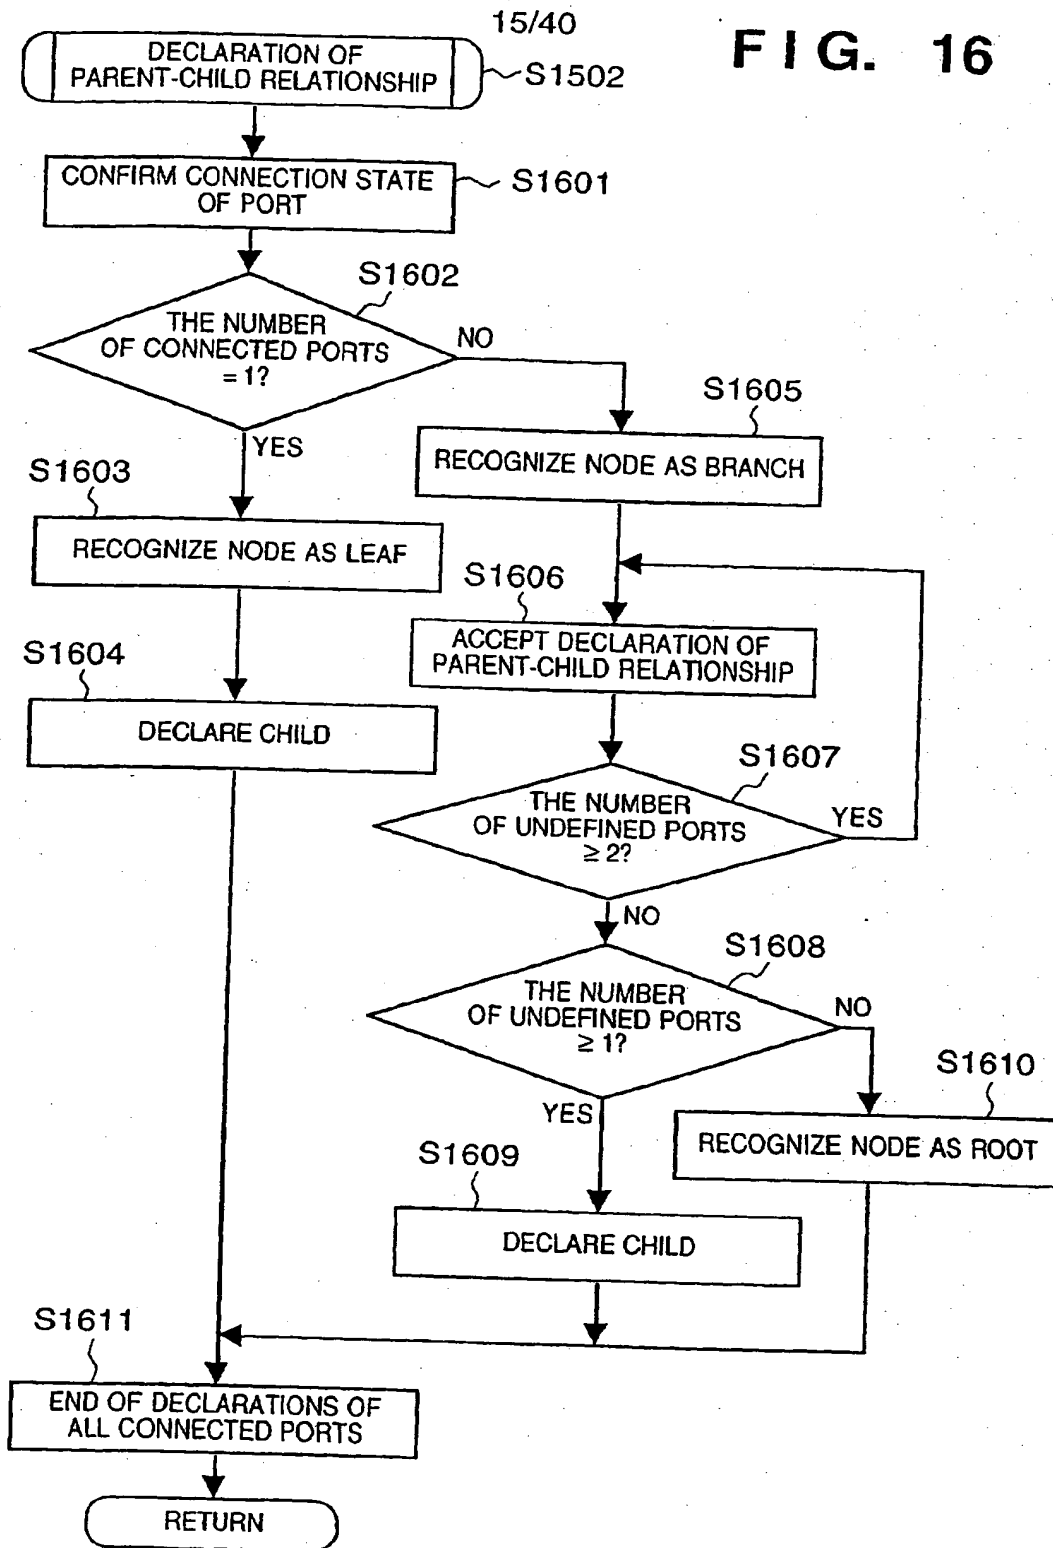 15/40
FIG. 16
DECLARATION OF
PARENT-CHILD RELATIONSHIP
S1502
CONFIRM CONNECTION STATE
OF PORT
S1601
S1602
THE NUMBER
OF CONNECTED PORTS
= 1?
NO
YES
S1605
RECOGNIZE NODE AS BRANCH
S1603
RECOGNIZE NODE AS LEAF
S1606
ACCEPT DECLARATION OF
PARENT-CHILD RELATIONSHIP
S1604
DECLARE CHILD
S1607
THE NUMBER
OF UNDEFINED PORTS
≥ 2?
YES
NO
S1608
THE NUMBER
OF UNDEFINED PORTS
≥ 1?
NO
YES
S1610
RECOGNIZE NODE AS ROOT
S1609
DECLARE CHILD
S1611
END OF DECLARATIONS OF
ALL CONNECTED PORTS
RETURN